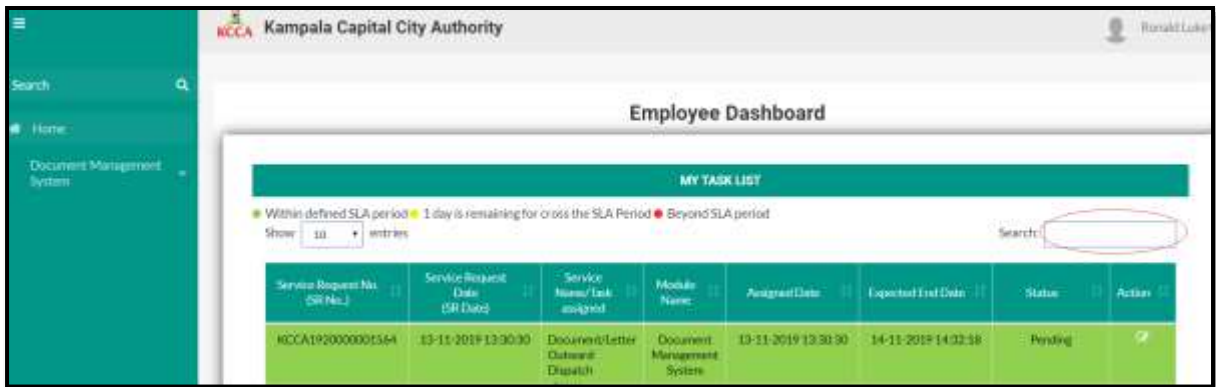 KCCA Kampala Capital City Authority
Search
Home
Document Management
System
Employee Dashboard
MY TASK LIST
Within defined SLA period 1 day is remaining for cross the SLA Period Beyond SLA period
Show 10 entries
Search:
Service Request No.
(SR No.)
Service Request
Date
(SR Date)
Service
Name/Task
assigned
Module
Name
Assigned Date
Expected End Date
Status
Action
KCCA1920000001564
13-11-2019 13:30:30
Document/Letter
Outward
Dispatch
Document
Management
System
13-11-2019 13:30:30
14-11-2019 14:32:58
Pending